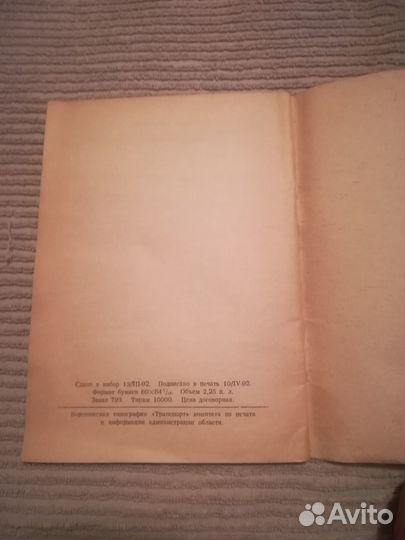 Сдано в набор 13/III-92. Подписано в печать 10/IV-92.
Формат бумаги 60×84 1/16. Объем 2,25 п. л.
Заказ 793 Тираж 10000. Цена договорная.
Воронежская типография «Транспорт» комитета по печати
и информации администрации области.
Avito